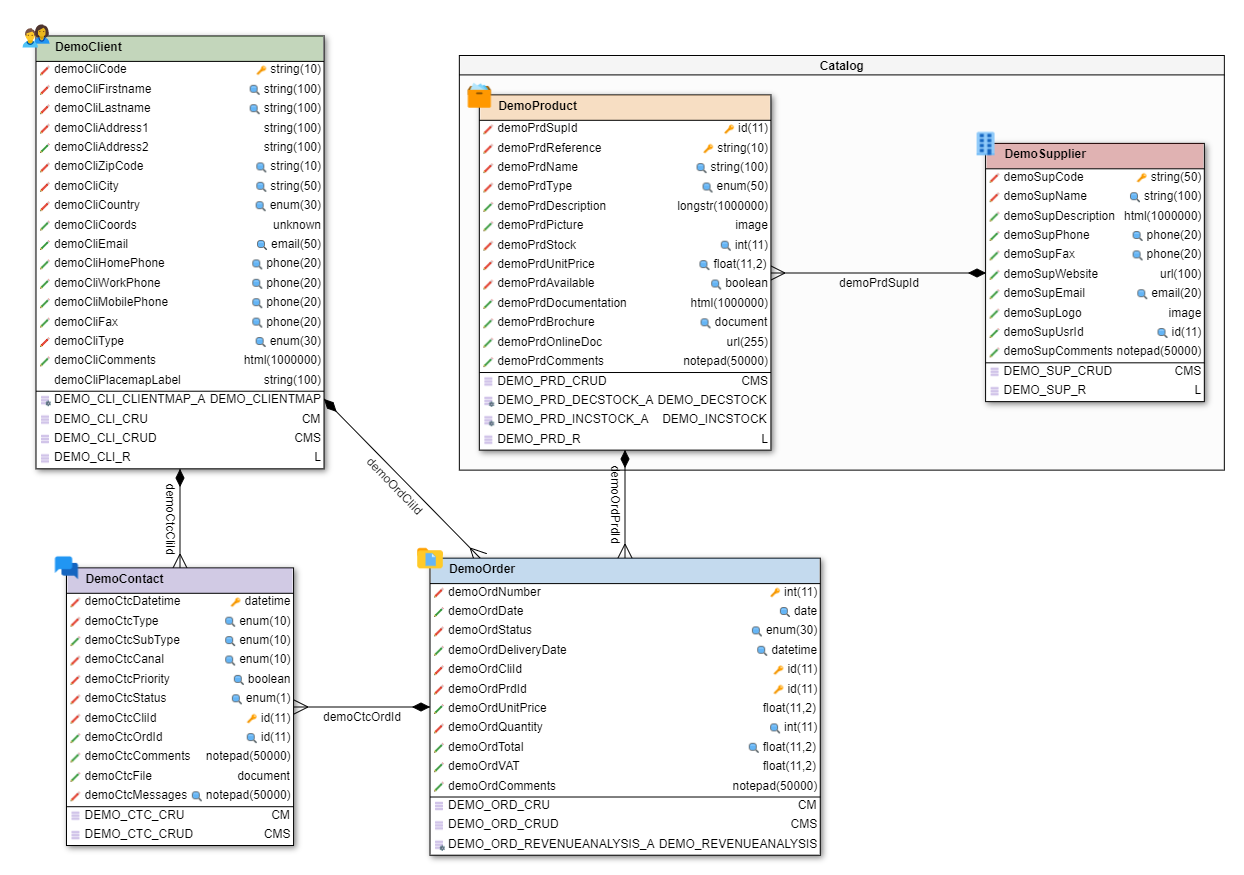 DemoClient
demoCliCode string(10)
demoCliFirstname string(100)
demoCliLastname string(100)
demoCliAddress1 string(100)
demoCliAddress2 string(100)
demoCliZipCode string(10)
demoCliCity string(50)
demoCliCountry enum(30)
demoCliCoords unknown
demoCliEmail email(50)
demoCliHomePhone phone(20)
demoCliWorkPhone phone(20)
demoCliMobilePhone phone(20)
demoCliFax phone(20)
demoCliType enum(30)
demoCliComments html(1000000)
demoCliPlacemapLabel string(100)
DEMO_CLI_CLIENTMAP_A DEMO_CLIENTMAP
DEMO_CLI_CRU CM
DEMO_CLI_CRUD CMS
DEMO_CLI_R L
Catalog
DemoProduct
demoPrdSupId id(11)
demoPrdReference string(10)
demoPrdName string(100)
demoPrdType enum(50)
demoPrdDescription longstr(1000000)
demoPrdPicture image
demoPrdStock int(11)
demoPrdUnitPrice float(11,2)
demoPrdAvailable boolean
demoPrdDocumentation html(1000000)
demoPrdBrochure document
demoPrdOnlineDoc url(255)
demoPrdComments notepad(50000)
DEMO_PRD_CRUD CMS
DEMO_PRD_DECSTOCK_A DEMO_DECSTOCK
DEMO_PRD_INCSTOCK_A DEMO_INCSTOCK
DEMO_PRD_R L
demoPrdSupId
DemoSupplier
demoSupCode string(50)
demoSupName string(100)
demoSupDescription html(1000000)
demoSupPhone phone(20)
demoSupFax phone(20)
demoSupWebsite url(100)
demoSupEmail email(20)
demoSupLogo image
demoSupUsrId id(11)
demoSupComments notepad(50000)
DEMO_SUP_CRUD CMS
DEMO_SUP_R L
demoCtcCliId
demoOrdCliId
demoOrdPrdId
DemoContact
demoCtcDatetime datetime
demoCtcType enum(10)
demoCtcSubType enum(10)
demoCtcCanal enum(10)
demoCtcPriority boolean
demoCtcStatus enum(1)
demoCtcCliId id(11)
demoCtcOrdId id(11)
demoCtcComments notepad(50000)
demoCtcFile document
demoCtcMessages notepad(50000)
DEMO_CTC_CRU CM
DEMO_CTC_CRUD CMS
demoCtcOrdId
DemoOrder
demoOrdNumber int(11)
demoOrdDate date
demoOrdStatus enum(30)
demoOrdDeliveryDate datetime
demoOrdCliId id(11)
demoOrdPrdId id(11)
demoOrdUnitPrice float(11,2)
demoOrdQuantity int(11)
demoOrdTotal float(11,2)
demoOrdVAT float(11,2)
demoOrdComments notepad(50000)
DEMO_ORD_CRU CM
DEMO_ORD_CRUD CMS
DEMO_ORD_REVENUEANALYSIS_A DEMO_REVENUEANALYSIS